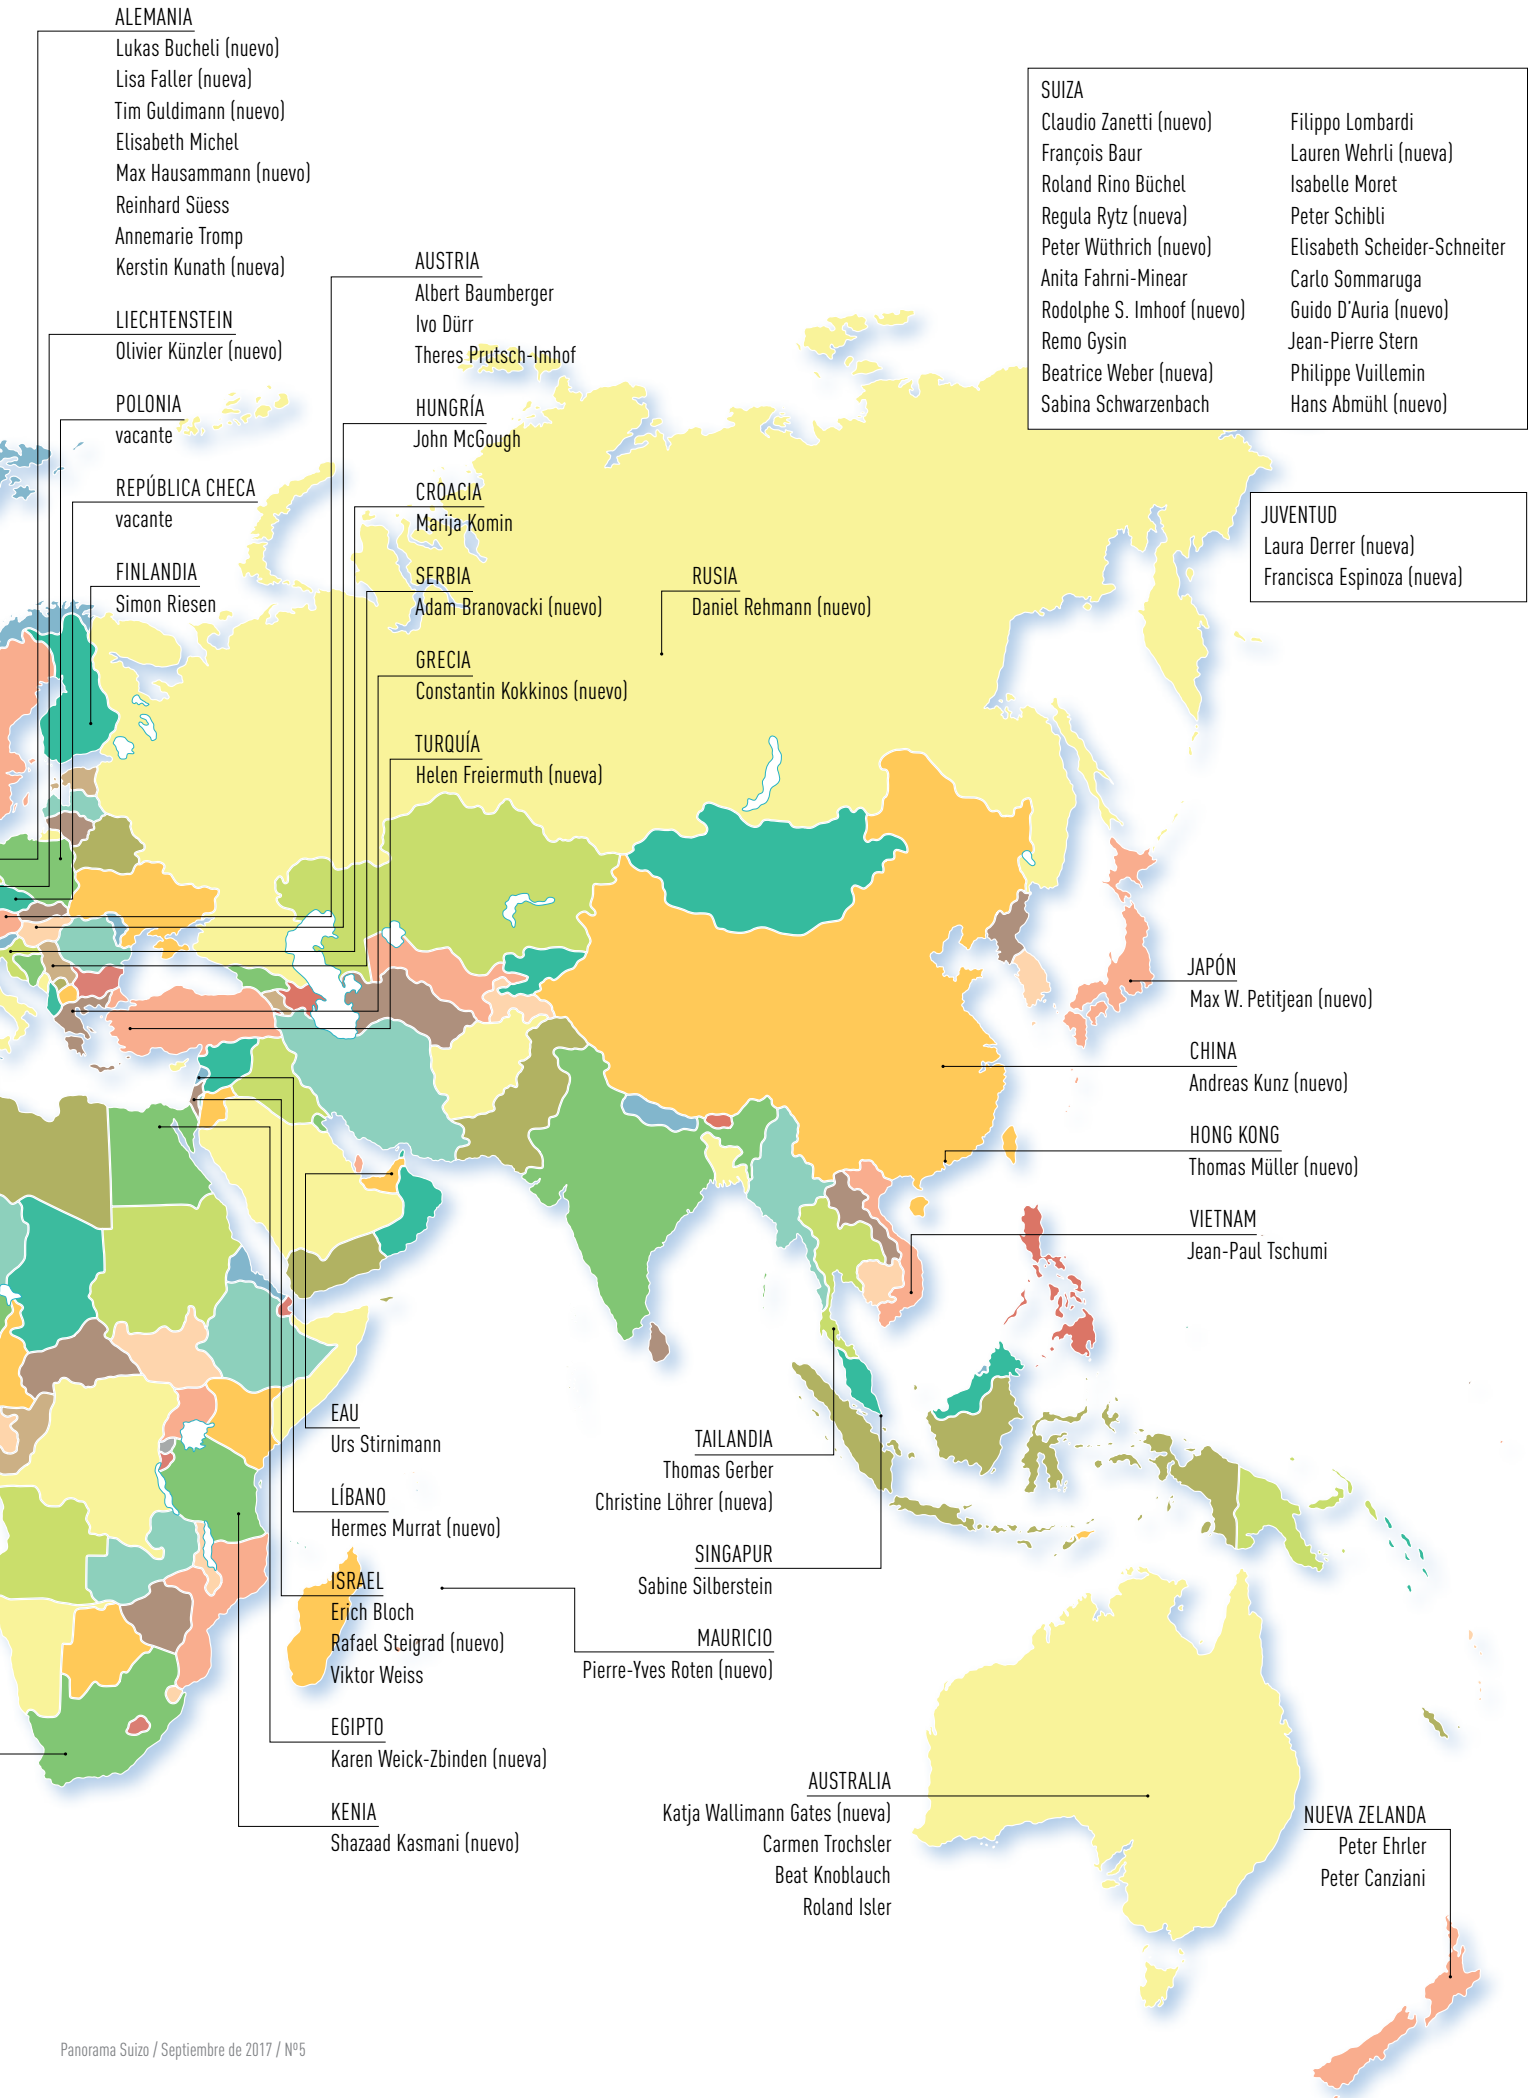 ALEMANIA
Lukas Bucheli (nuevo)
Lisa Faller (nueva)
Tim Guldimann (nuevo)
Elisabeth Michel
Max Hausammann (nuevo)
Reinhard Süess
Annemarie Tromp
Kerstin Kunath (nueva)
LIECHTENSTEIN
Olivier Künzler (nuevo)
POLONIA
vacante
REPÚBLICA CHECA
vacante
FINLANDIA
Simon Riesen
AUSTRIA
Albert Baumberger
Ivo Dürr
Theres Prutsch-Imhof
HUNGRÍA
John McGough
CROACIA
Marija Komin
SERBIA
Adam Branovacki (nuevo)
GRECIA
Constantin Kokkinos (nuevo)
TURQUÍA
Helen Freiermuth (nueva)
RUSIA
Daniel Rehmann (nuevo)
SUIZA
Claudio Zanetti (nuevo)
François Baur
Roland Rino Büchel
Regula Rytz (nueva)
Peter Wüthrich (nuevo)
Anita Fahrni-Minear
Rodolphe S. Imhoof (nuevo)
Remo Gysin
Beatrice Weber (nueva)
Sabina Schwarzenbach
Filippo Lombardi
Lauren Wehrli (nueva)
Isabelle Moret
Peter Schibli
Elisabeth Scheider-Schneiter
Carlo Sommaruga
Guido D'Auria (nuevo)
Jean-Pierre Stern
Philippe Vuillemin
Hans Abmühl (nuevo)
JUVENTUD
Laura Derrer (nueva)
Francisca Espinoza (nueva)
JAPÓN
Max W. Petitjean (nuevo)
CHINA
Andreas Kunz (nuevo)
HONG KONG
Thomas Müller (nuevo)
VIETNAM
Jean-Paul Tschumi
EAU
Urs Stirnimann
LÍBANO
Hermes Murrat (nuevo)
ISRAEL
Erich Bloch
Rafael Steigrad (nuevo)
Viktor Weiss
EGIPTO
Karen Weick-Zbinden (nueva)
KENIA
Shazaad Kasmani (nuevo)
TAILANDIA
Thomas Gerber
Christine Löhrer (nueva)
SINGAPUR
Sabine Silberstein
MAURICIO
Pierre-Yves Roten (nuevo)
AUSTRALIA
Katja Wallimann Gates (nueva)
Carmen Trochsler
Beat Knoblauch
Roland Isler
NUEVA ZELANDA
Peter Ehrler
Peter Canziani
Panorama Suizo / Septiembre de 2017 / Nº5